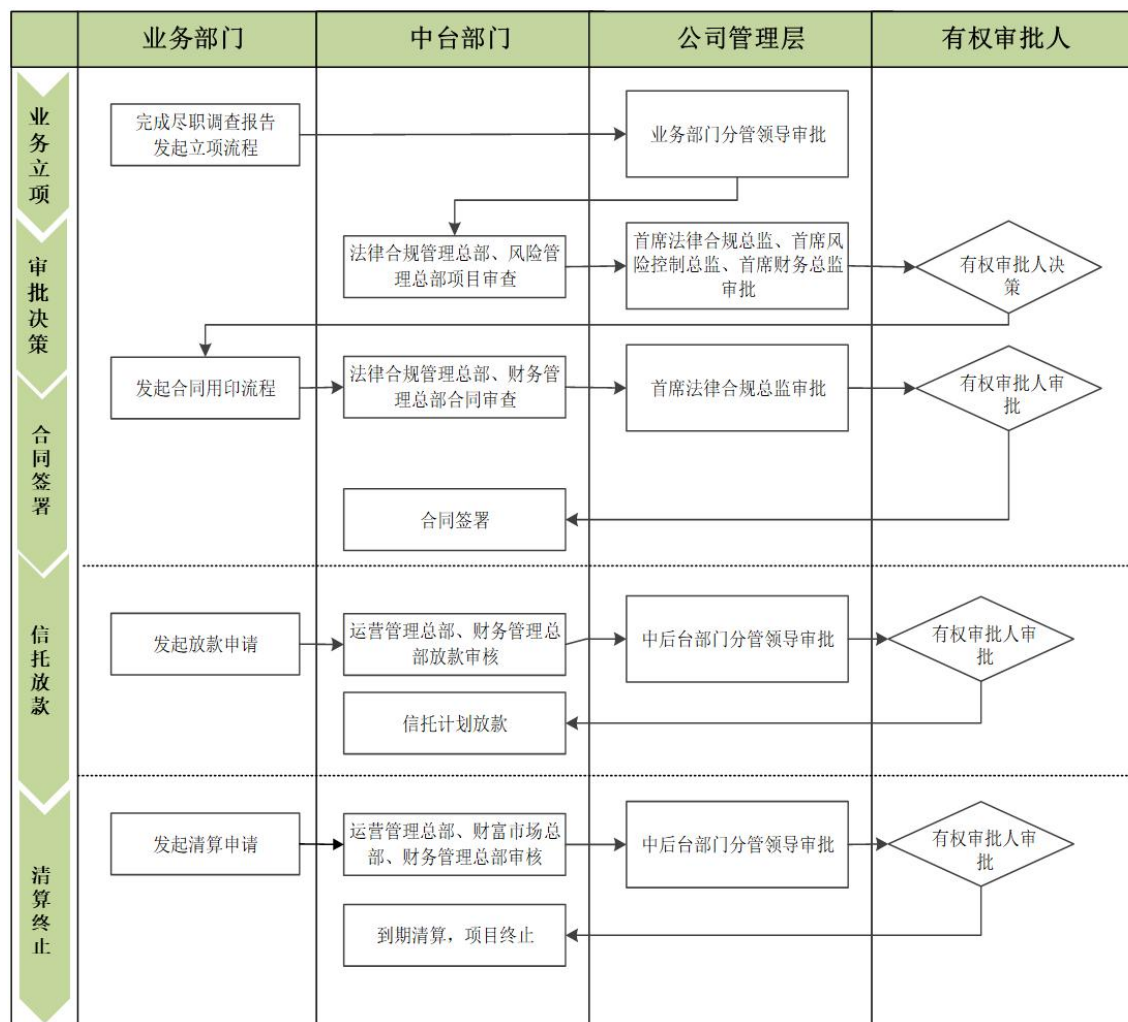 业务部门
中台部门
公司管理层
有权审批人
业务立项
完成尽职调查报告
发起立项流程
业务部门分管领导审批
审批决策
法律合规管理总部、风险管
理总部项目审查
首席法律合规总监、首席风
险控制总监、首席财务总监
审批
有权审批人决
策
发起合同用印流程
法律合规管理总部、财务管
理总部合同审查
首席法律合规总监审批
有权审批人审
批
合同签署
合同签署
信托放款
发起放款申请
运营管理总部、财务管理总
部放款审核
中后台部门分管领导审批
有权审批人审
批
信托计划放款
清算终止
发起清算申请
运营管理总部、财富市场总
部、财务管理总部审核
中后台部门分管领导审批
有权审批人审
批
到期清算，项目终止